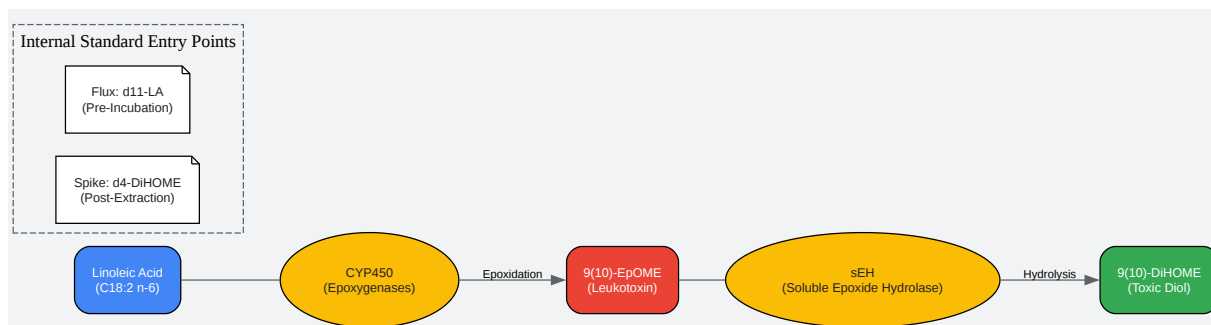 Internal Standard Entry Points
Flux: d11-LA
(Pre-Incubation)
Spike: d4-DiHOME
(Post-Extraction)
Linoleic Acid
(C18:2 n-6)
CYP450
(Epoxygenases)
Epoxidation
9(10)-EpOME
(Leukotoxin)
sEH
(Soluble Epoxide Hydrolase)
Hydrolysis
9(10)-DiHOME
(Toxic Diol)